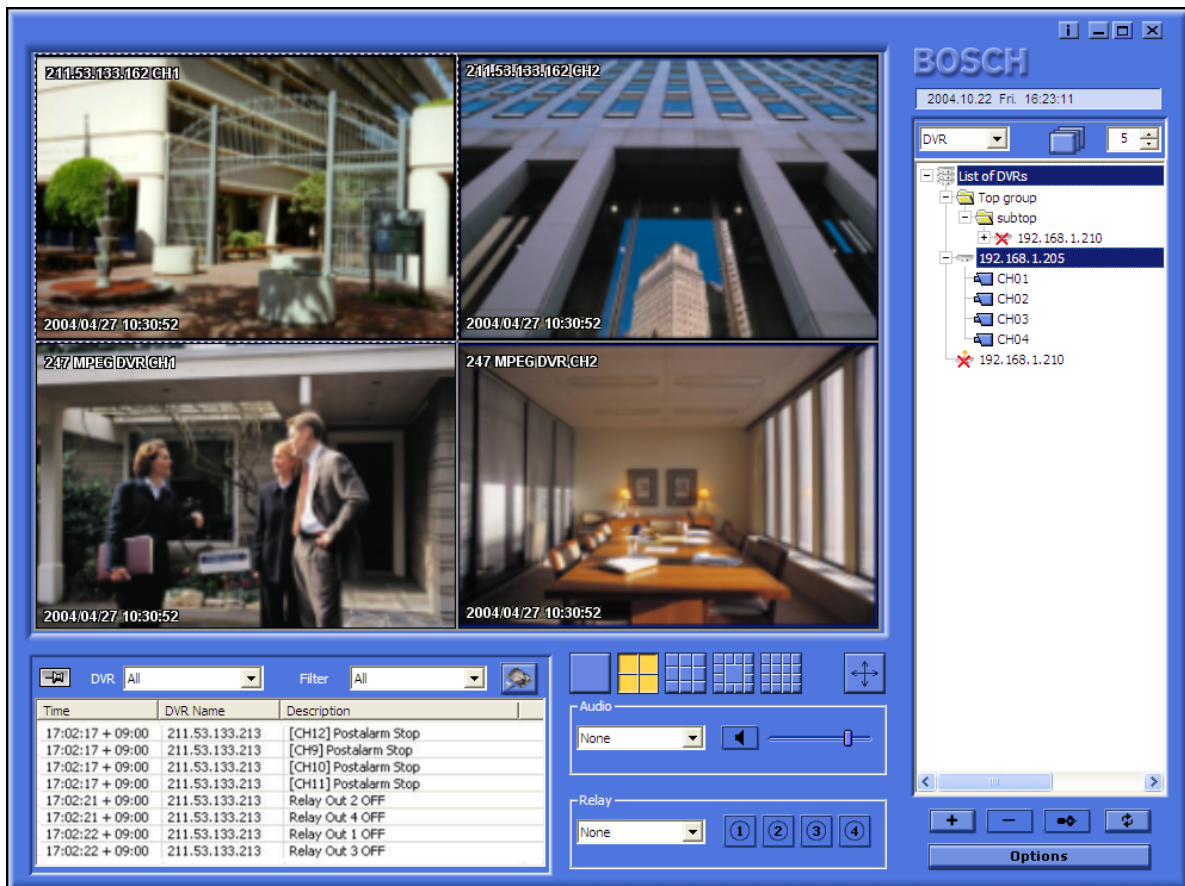 BOSCH
2004.10.22 Fri. 16:23:11
211.53.133.162 CH1
2004/04/27 10:30:52
211.53.133.162 CH2
2004/04/27 10:30:52
247 MPEG DVR,CH1
2004/04/27 10:30:52
247 MPEG DVR,CH2
2004/04/27 10:30:52
DVR
5
List of DVRs
Top group
subtop
192.168.1.210
192.168.1.205
CH01
CH02
CH03
CH04
192.168.1.210
DVR All Filter All
Time DVR Name Description
17:02:17 + 09:00 211.53.133.213 [CH12] Postalarm Stop
17:02:17 + 09:00 211.53.133.213 [CH9] Postalarm Stop
17:02:17 + 09:00 211.53.133.213 [CH10] Postalarm Stop
17:02:17 + 09:00 211.53.133.213 [CH11] Postalarm Stop
17:02:21 + 09:00 211.53.133.213 Relay Out 2 OFF
17:02:21 + 09:00 211.53.133.213 Relay Out 4 OFF
17:02:22 + 09:00 211.53.133.213 Relay Out 1 OFF
17:02:22 + 09:00 211.53.133.213 Relay Out 3 OFF
Audio
None
Relay
None
1 2 3 4
Options